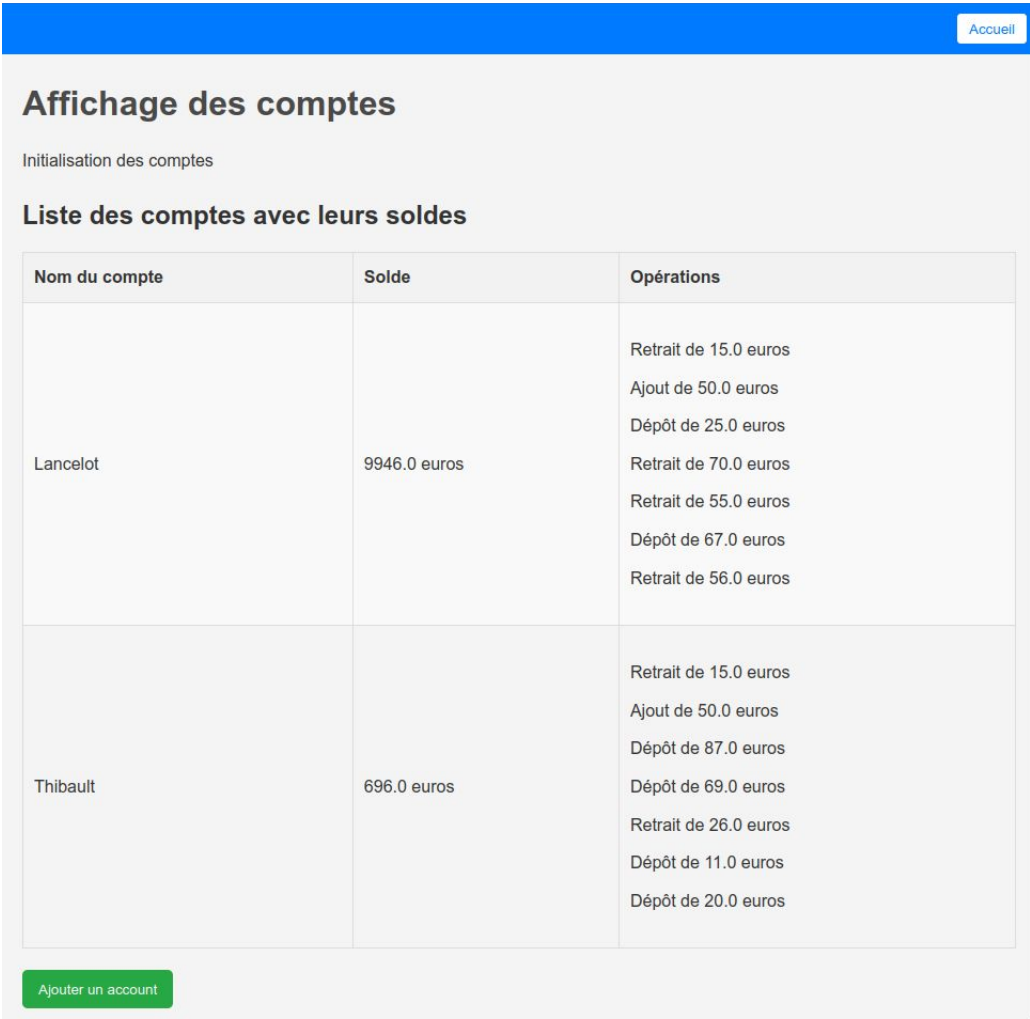 Accueil
Affichage des comptes
Initialisation des comptes
Liste des comptes avec leurs soldes
Nom du compte Solde Opérations
Lancelot 9946.0 euros
Retrait de 15.0 euros
Ajout de 50.0 euros
Dépôt de 25.0 euros
Retrait de 70.0 euros
Retrait de 55.0 euros
Dépôt de 67.0 euros
Retrait de 56.0 euros
Thibault 696.0 euros
Retrait de 15.0 euros
Ajout de 50.0 euros
Dépôt de 87.0 euros
Dépôt de 69.0 euros
Retrait de 26.0 euros
Dépôt de 11.0 euros
Dépôt de 20.0 euros
Ajouter un account